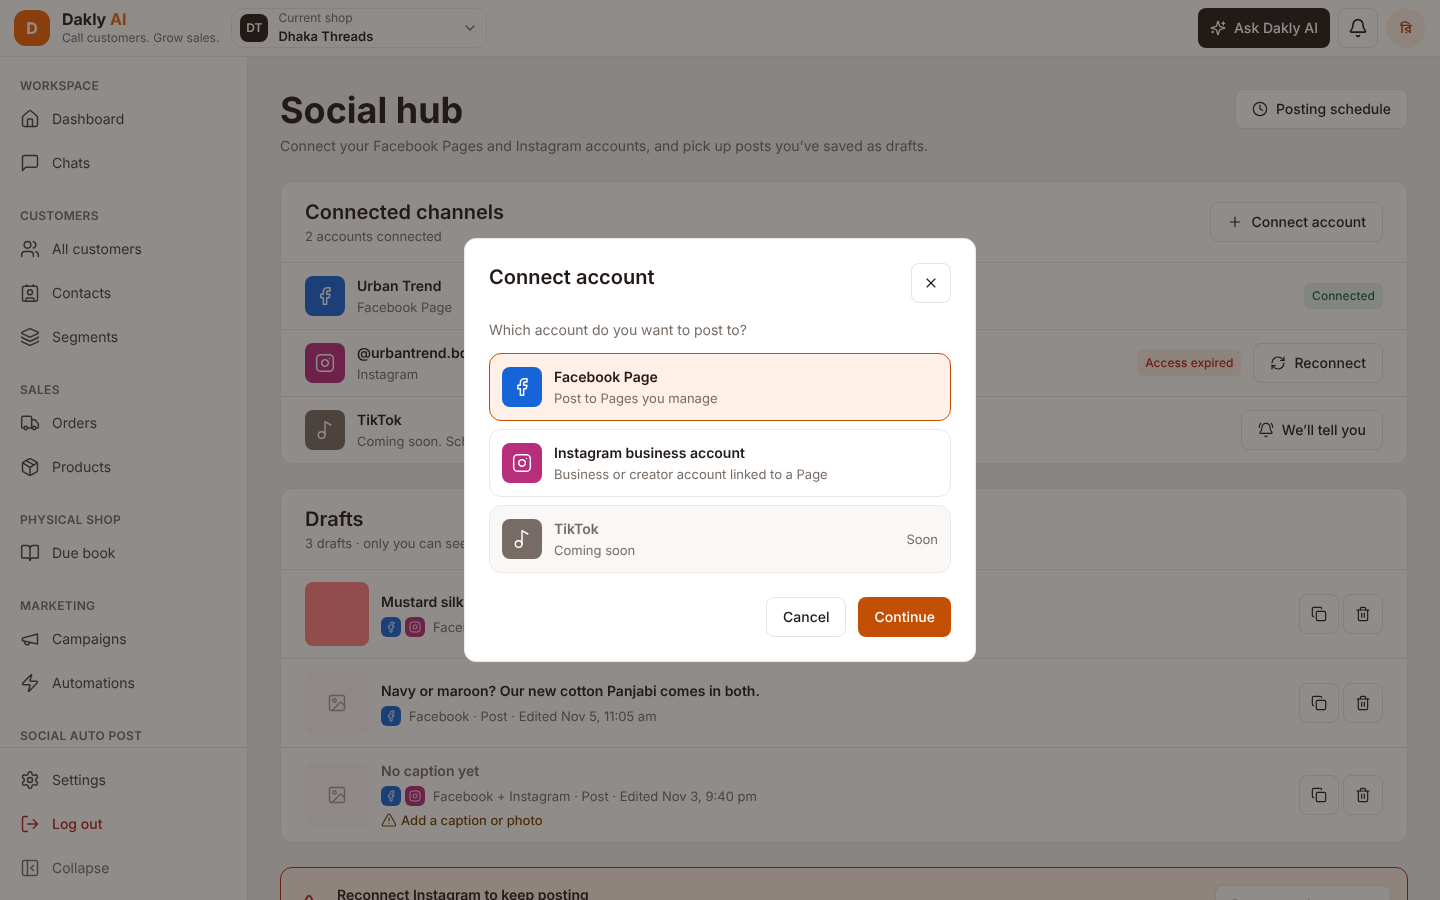 D
Dakly AI
Call customers. Grow sales.
DT
Current shop
Dhaka Threads
Ask Dakly AI
রি
WORKSPACE
Dashboard
Chats
CUSTOMERS
All customers
Contacts
Segments
SALES
Orders
Products
PHYSICAL SHOP
Due book
MARKETING
Campaigns
Automations
SOCIAL AUTO POST
Settings
Log out
Collapse
Social hub
Connect your Facebook Pages and Instagram accounts, and pick up posts you’ve saved as drafts.
Posting schedule
Connected channels
2 accounts connected
Connect account
Urban Trend
Facebook Page
Connected
@urbantrend.bd
Instagram
Access expired
Reconnect
TikTok
Coming soon.
We’ll tell you
Drafts
3 drafts · only you can see
Mustard silk
Navy or maroon? Our new cotton Panjabi comes in both.
Facebook · Post · Edited Nov 5, 11:05 am
No caption yet
Facebook + Instagram · Post · Edited Nov 3, 9:40 pm
Add a caption or photo
Reconnect Instagram to keep posting
Connect account
Which account do you want to post to?
Facebook Page
Post to Pages you manage
Instagram business account
Business or creator account linked to a Page
TikTok
Coming soon
Soon
Cancel
Continue